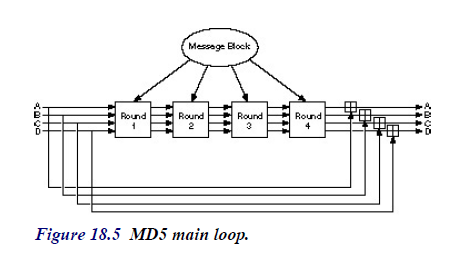 Message Block
A
B
C
D
Round
1
Round
2
Round
3
Round
4
A
B
C
D
Figure 18.5 MD5 main loop.